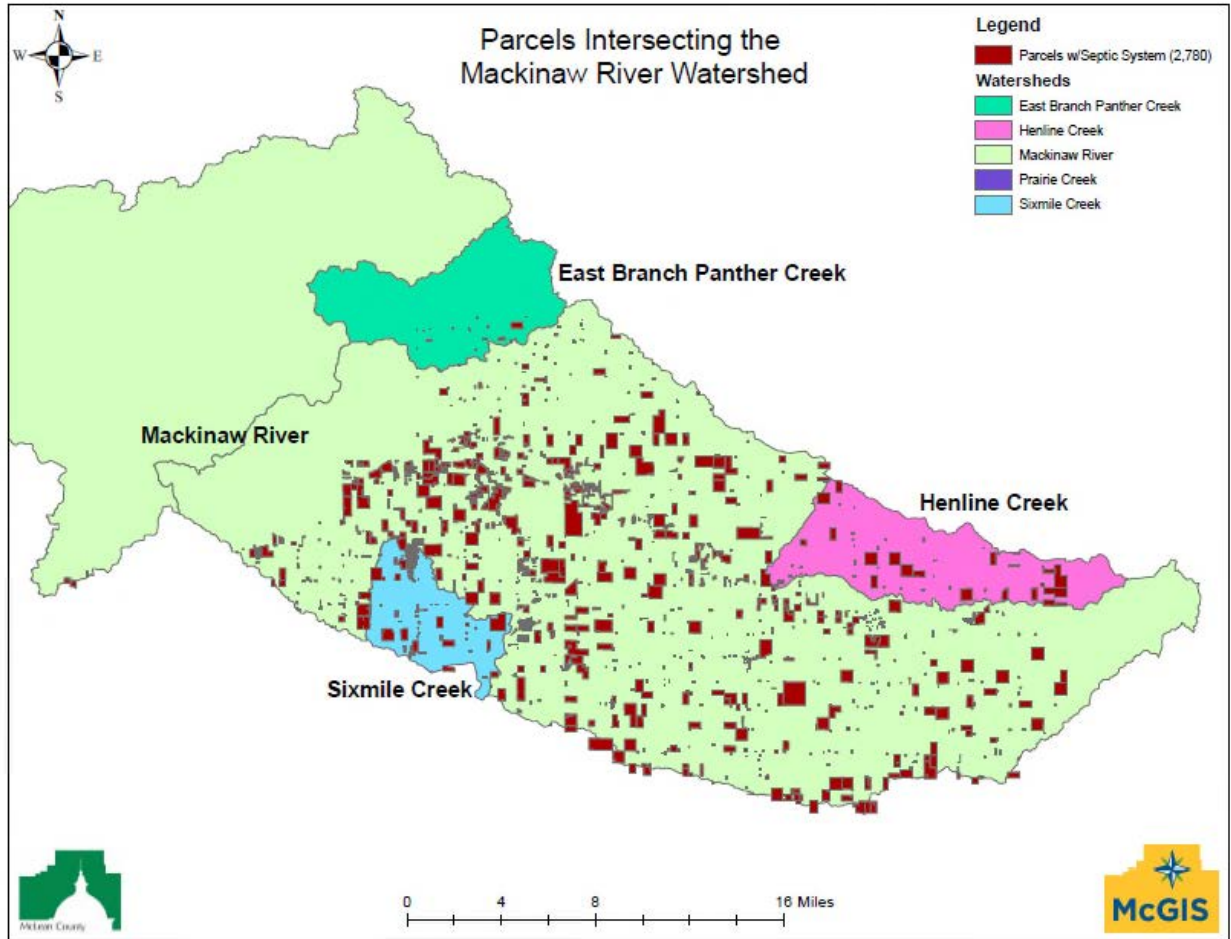 N
W E
S
Parcels Intersecting the
Mackinaw River Watershed
Legend
Parcels w/Septic System (2,780)
Watersheds
East Branch Panther Creek
Henline Creek
Mackinaw River
Prairie Creek
Sixmile Creek
East Branch Panther Creek
Mackinaw River
Henline Creek
Sixmile Creek
McLean County
0 4 8 16 Miles
McGIS